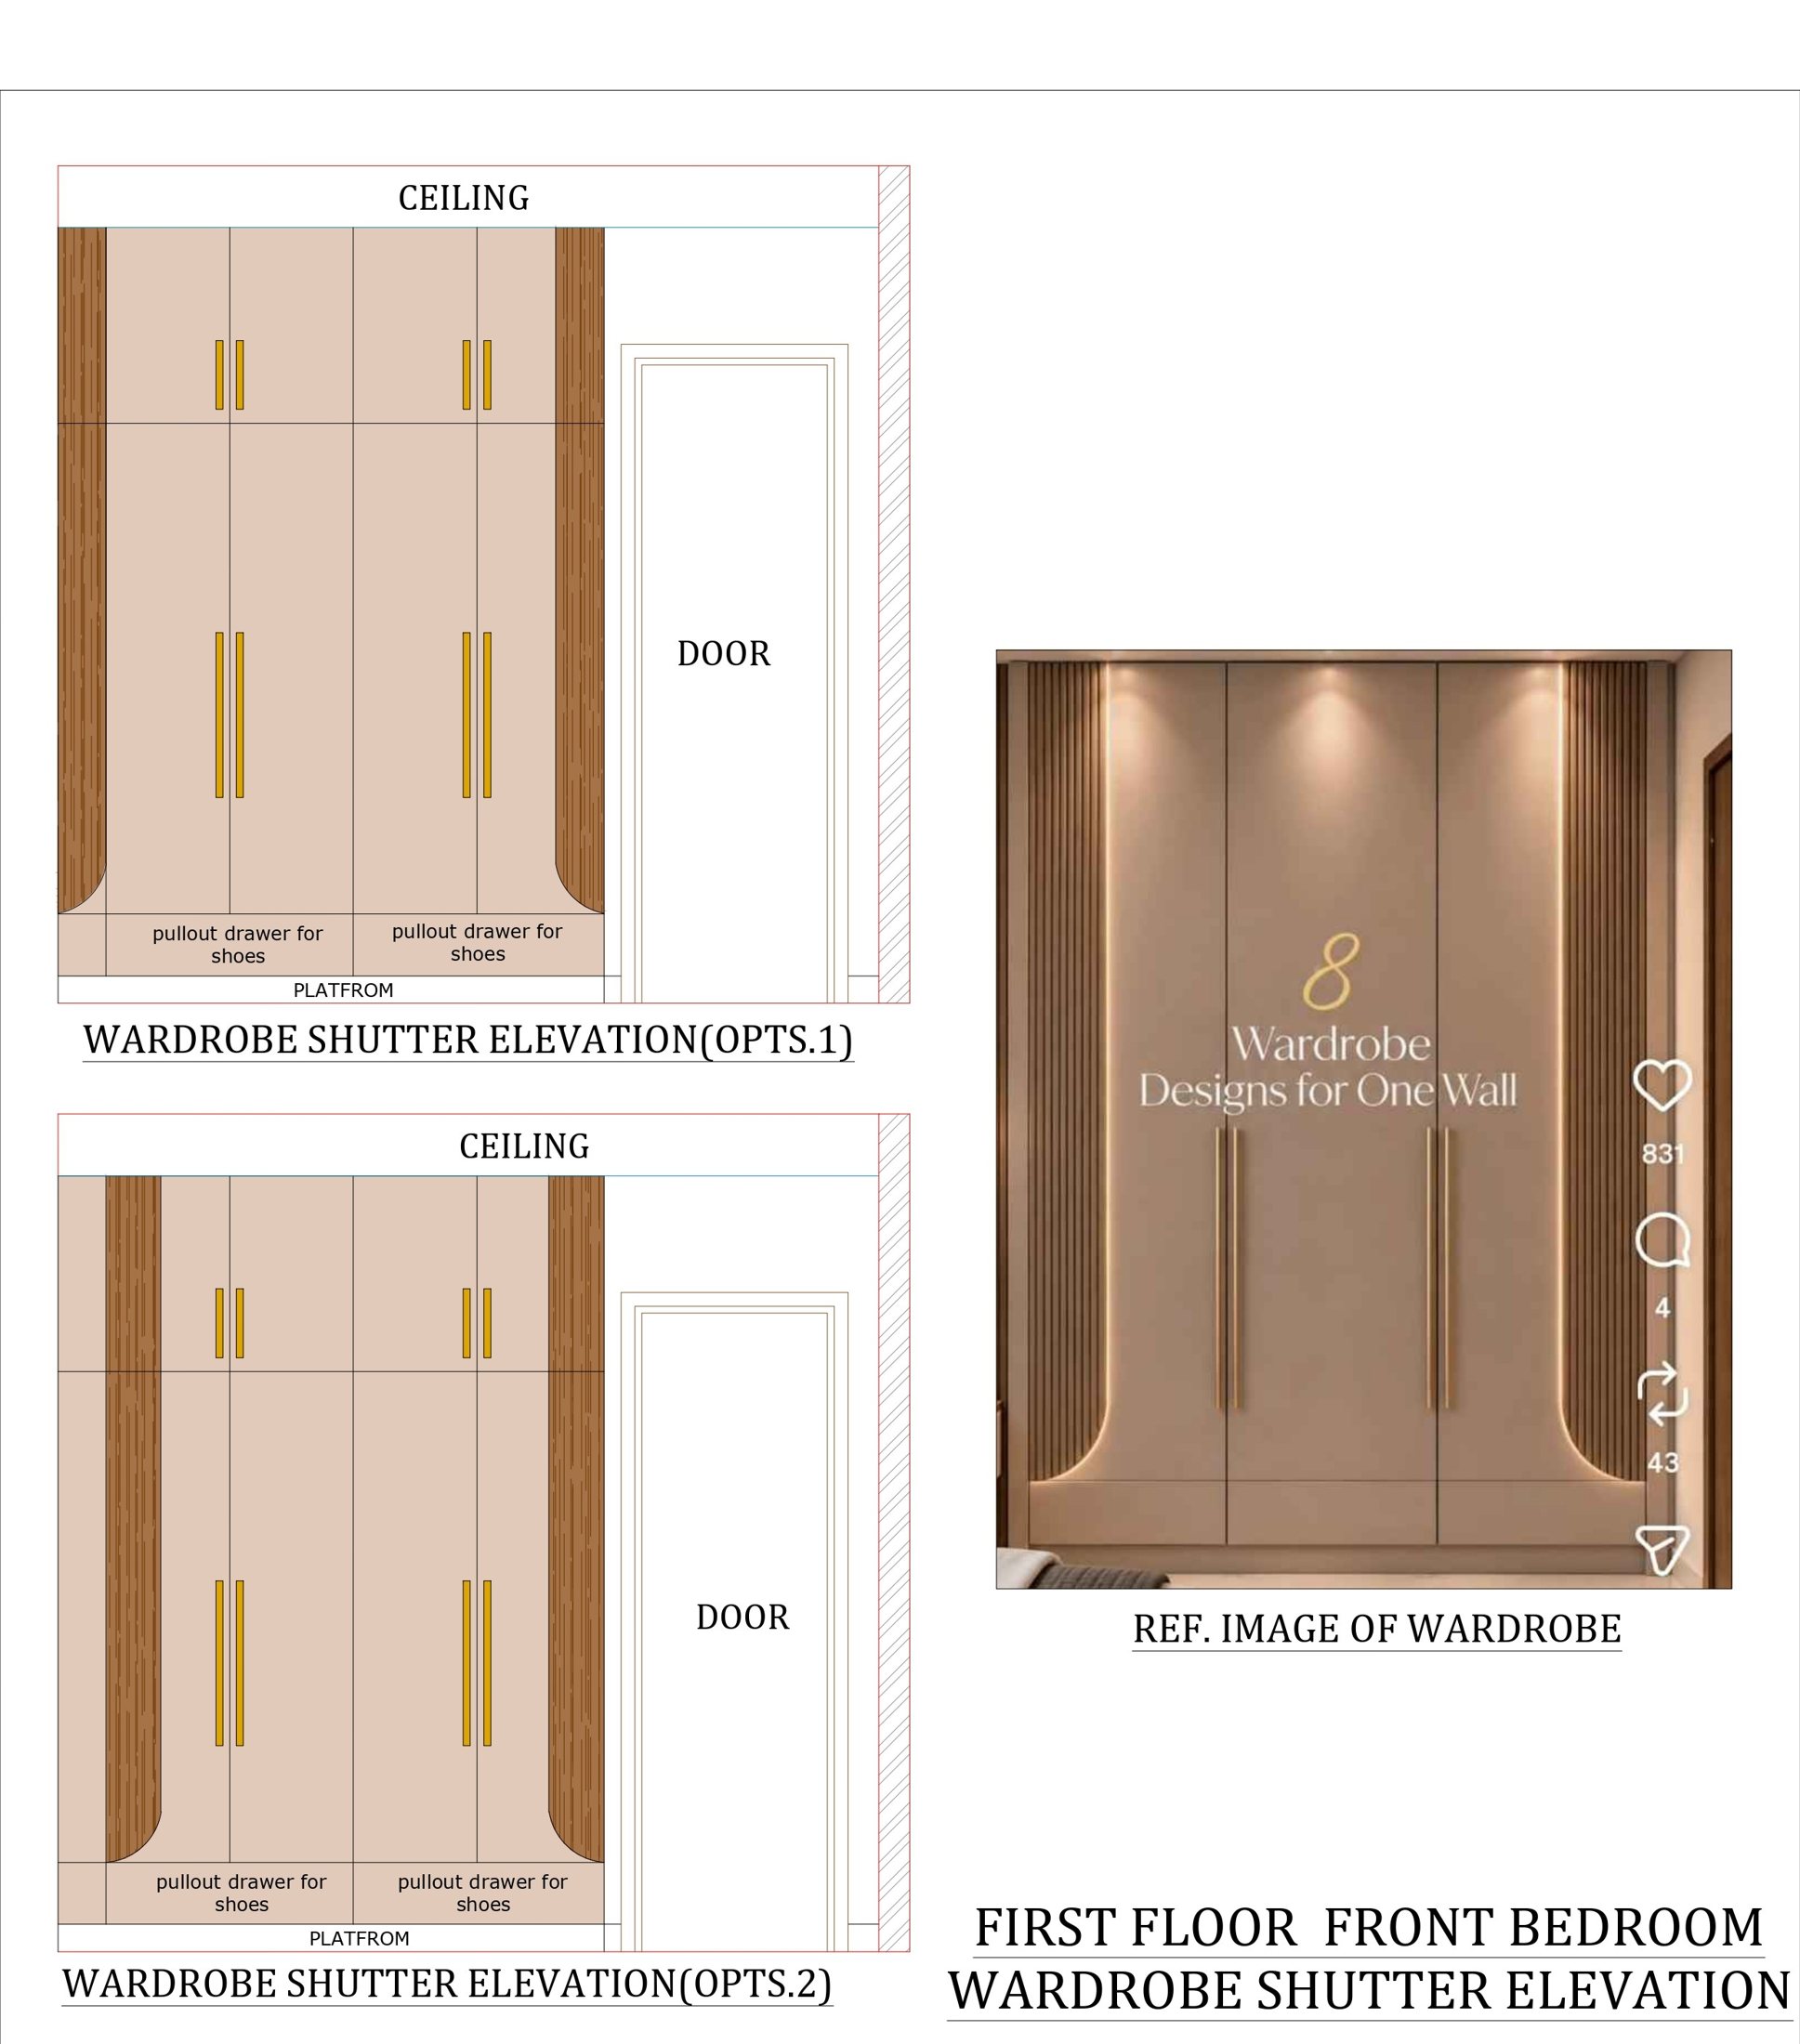 CEILING
DOOR
pullout drawer for
shoes
pullout drawer for
shoes
PLATFROM
WARDROBE SHUTTER ELEVATION(OPTS.1)
CEILING
DOOR
pullout drawer for
shoes
pullout drawer for
shoes
PLATFROM
WARDROBE SHUTTER ELEVATION(OPTS.2)
8
Wardrobe
Designs for One Wall
831
4
43
REF. IMAGE OF WARDROBE
FIRST FLOOR FRONT BEDROOM
WARDROBE SHUTTER ELEVATION